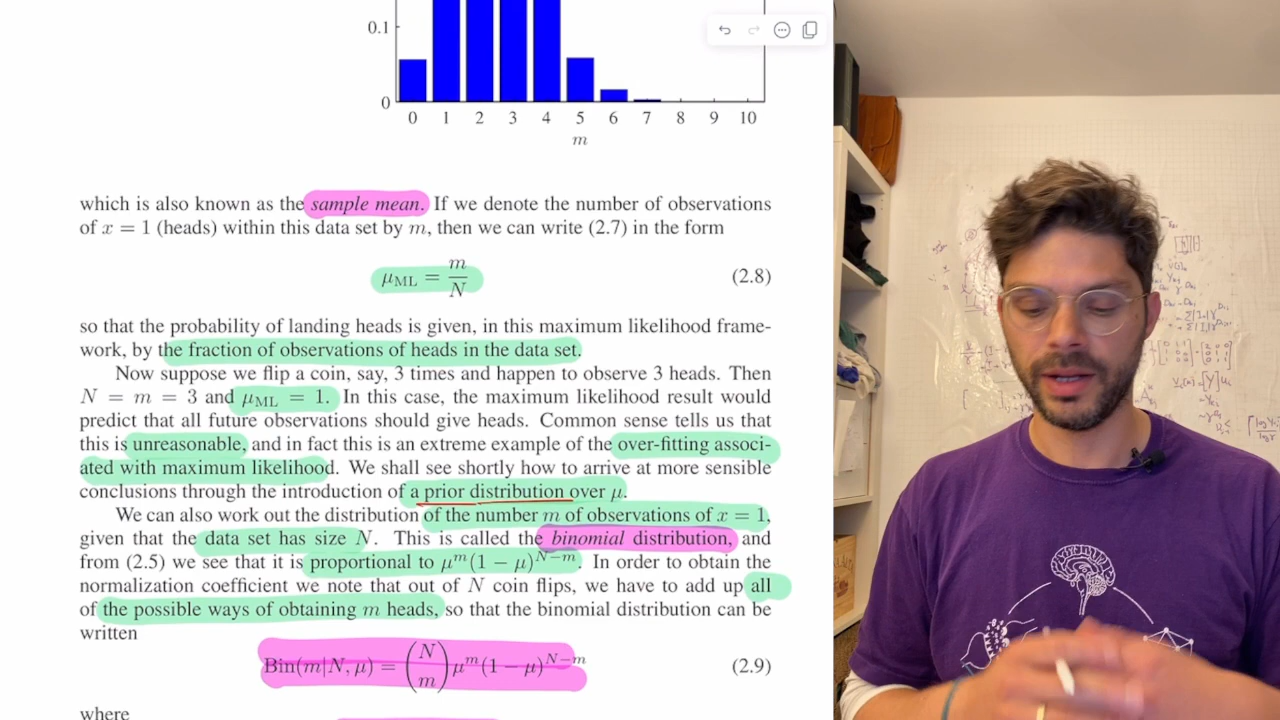 0.1
0
0 1 2 3 4 5 6 7 8 9 10
m
which is also known as the sample mean. If we denote the number of observations
of x = 1 (heads) within this data set by m, then we can write (2.7) in the form
μML = m/N (2.8)
so that the probability of landing heads is given, in this maximum likelihood frame-
work, by the fraction of observations of heads in the data set.
Now suppose we flip a coin, say, 3 times and happen to observe 3 heads. Then
N = m = 3 and μML = 1. In this case, the maximum likelihood result would
predict that all future observations should give heads. Common sense tells us that
this is unreasonable, and in fact this is an extreme example of the over-fitting associ-
ated with maximum likelihood. We shall see shortly how to arrive at more sensible
conclusions through the introduction of a prior distribution over μ.
We can also work out the distribution of the number m of observations of x = 1,
given that the data set has size N. This is called the binomial distribution, and
from (2.5) we see that it is proportional to μ^m(1 − μ)^{N−m}. In order to obtain the
normalization coefficient we note that out of N coin flips, we have to add up all
of the possible ways of obtaining m heads, so that the binomial distribution can be
written
Bin(m|N, μ) = (N m) μ^m(1 − μ)^{N−m} (2.9)
where